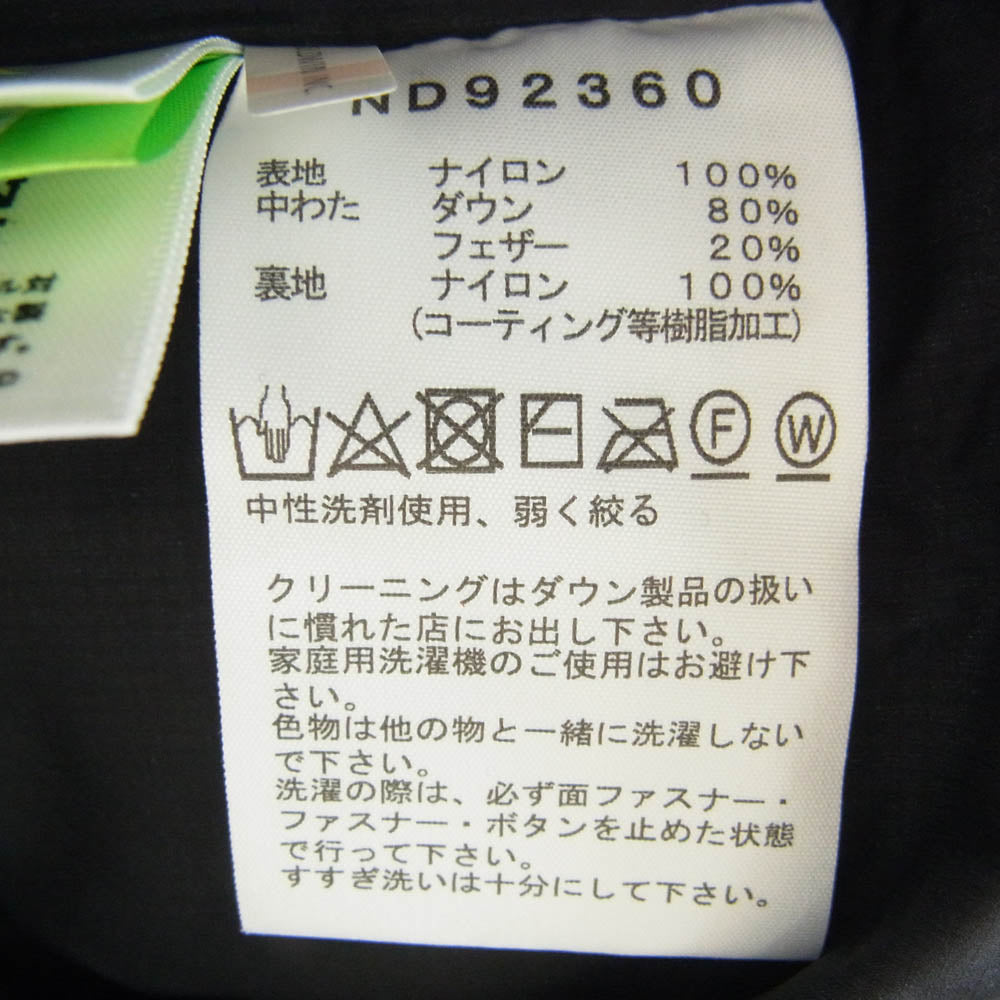 ND92360
表地 ナイロン 100%
中わた ダウン 80%
フェザー 20%
裏地 ナイロン 100%
(コーティング等樹脂加工)
F W
中性洗剤使用、弱く絞る
クリーニングはダウン製品の扱い
に慣れた店にお出し下さい。
家庭用洗濯機のご使用はお避け下
さい。
色物は他の物と一緒に洗濯しない
で下さい。
洗濯の際は、必ず面ファスナー・
ファスナー・ボタンを止めた状態
で行って下さい。
すすぎ洗いは十分にして下さい。